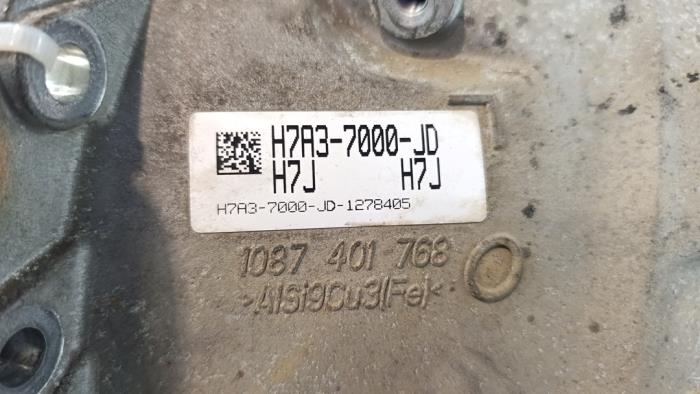 H7A3-7000-JD
H7J H7J
H7A3-7000-JD-1278405
1087 401 768
>AlSi9Cu3(Fe)<